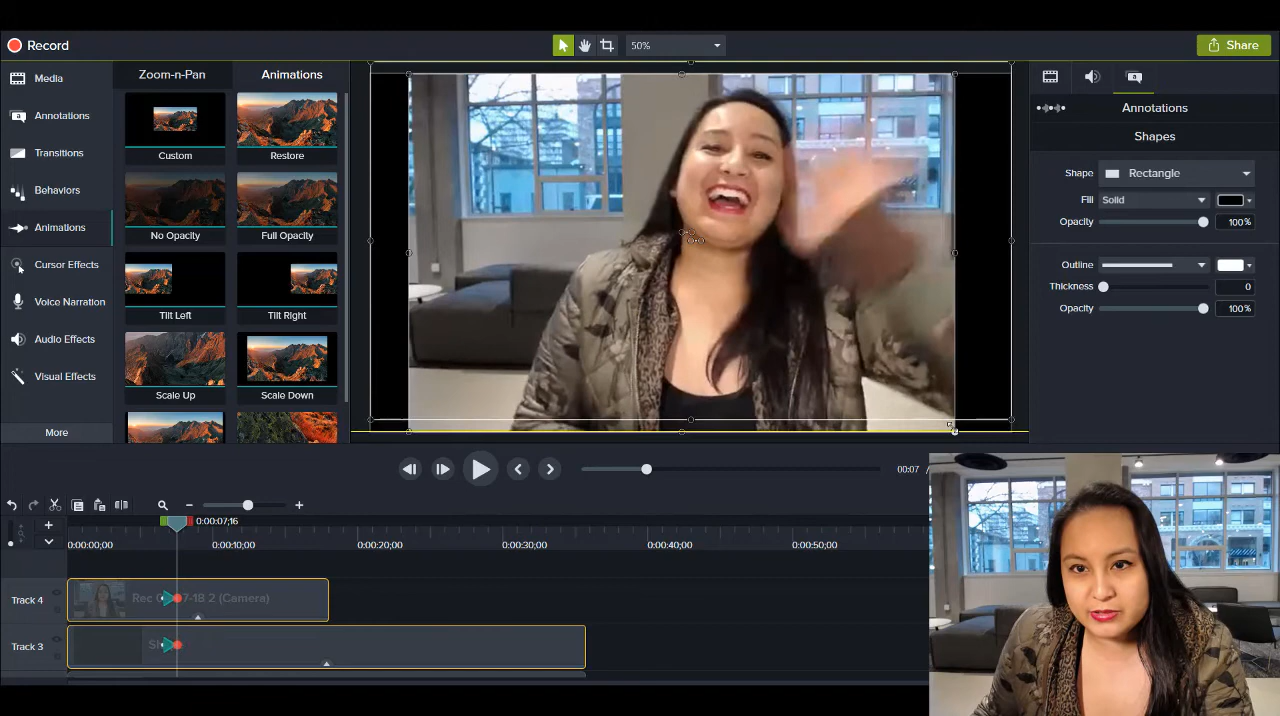 Record
50%
Share
Media
Annotations
Transitions
Behaviors
Animations
Cursor Effects
Voice Narration
Audio Effects
Visual Effects
More
Zoom-n-Pan
Animations
Custom
Restore
No Opacity
Full Opacity
Tilt Left
Tilt Right
Scale Up
Scale Down
Annotations
Shapes
Shape
Rectangle
Fill
Solid
Opacity
100%
Outline
Thickness
0
Opacity
100%
00:07 /
0:00:07;16
0:00:00;00
0:00:10;00
0:00:20;00
0:00:30;00
0:00:40;00
0:00:50;00
Track 4
Rec 7-18 2 (Camera)
Track 3